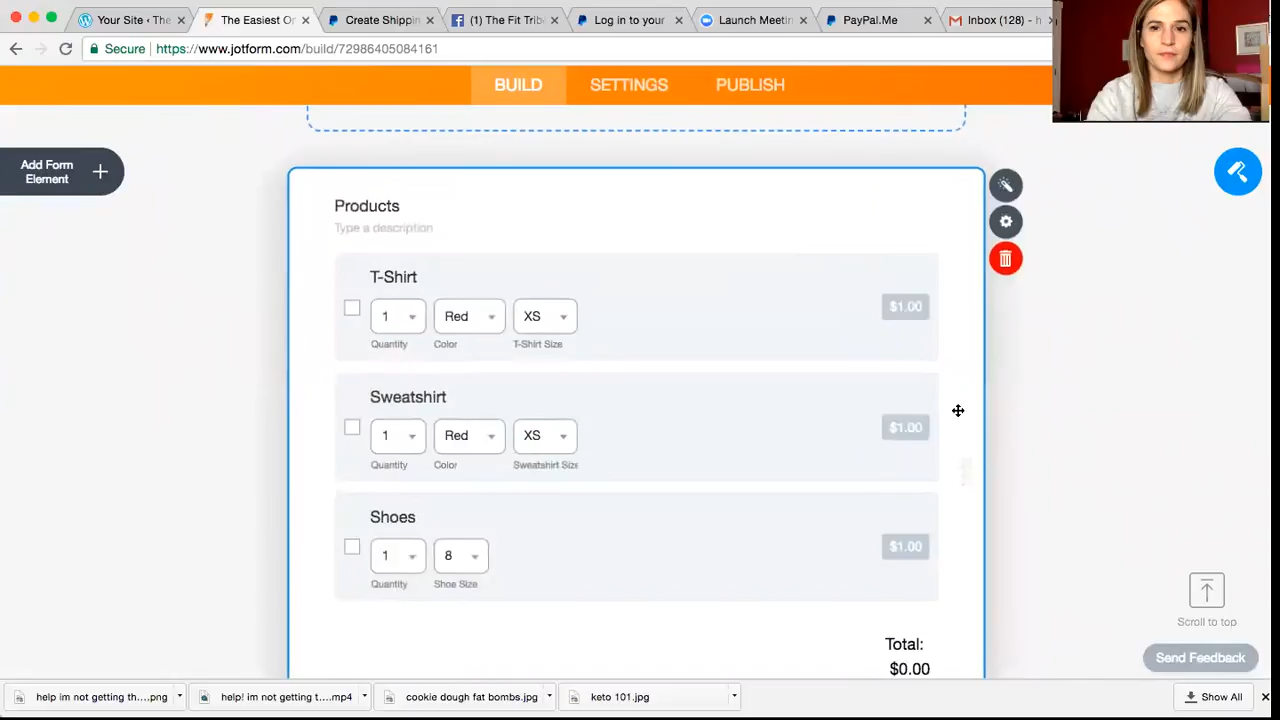 Your Site ‹ The
The Easiest O
Create Shippin
(1) The Fit Trib
Log in to your
Launch Meeti
PayPal.Me
Inbox (128) - h
Secure
https://www.jotform.com/build/72986405084161
BUILD
SETTINGS
PUBLISH
Add Form
Element
Products
Type a description
T-Shirt
1
Red
XS
$1.00
Quantity
Color
T-Shirt Size
Sweatshirt
1
Red
XS
$1.00
Quantity
Color
Sweatshirt Size
Shoes
1
8
$1.00
Quantity
Shoe Size
Total:
$0.00
Scroll to top
Send Feedback
help im not getting th....png
help! im not getting t....mp4
cookie dough fat bombs.jpg
keto 101.jpg
Show All